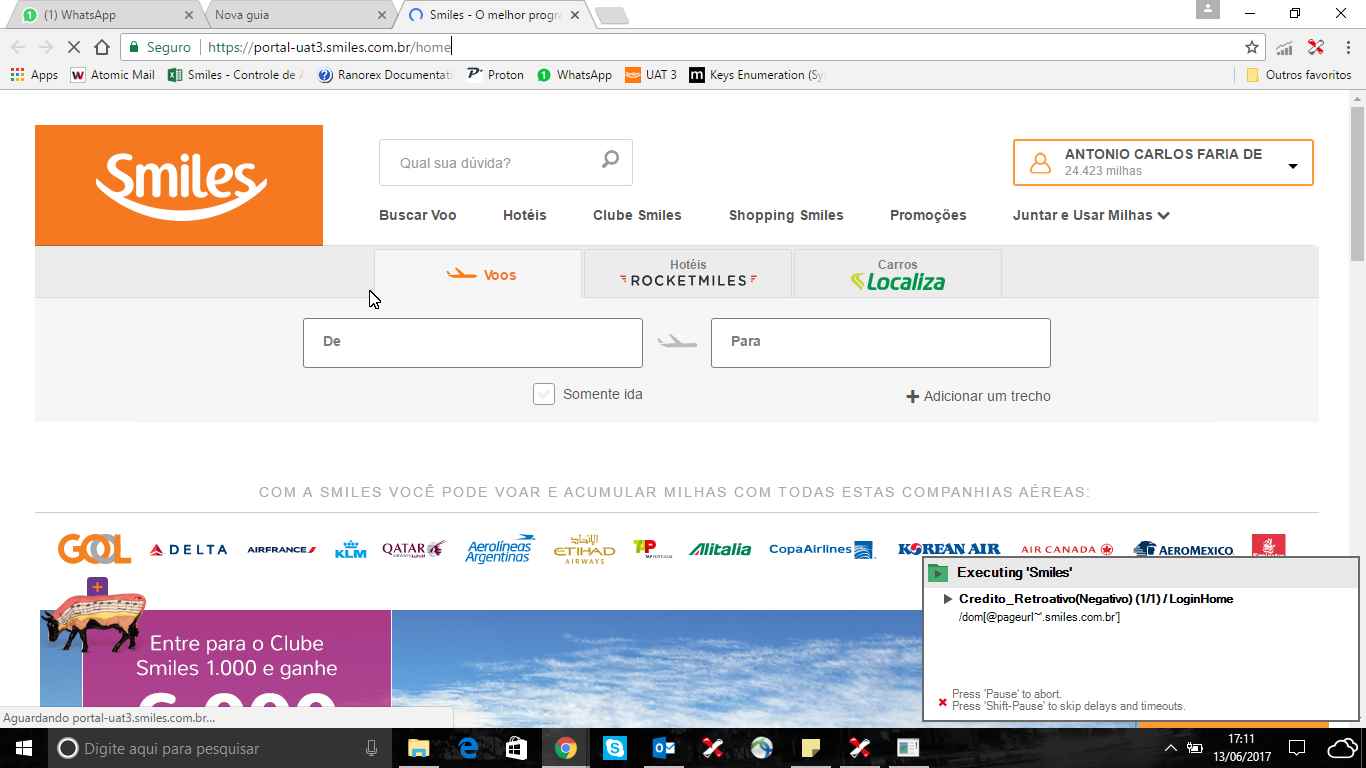 (1) WhatsApp
Nova guia
Smiles - O melhor progra
Seguro
https://portal-uat3.smiles.com.br/home
Apps
Atomic Mail
Smiles - Controle de A
Ranorex Documentati
Proton
WhatsApp
UAT 3
Keys Enumeration (Sy
Outros favoritos
Smiles
Qual sua dúvida?
ANTONIO CARLOS FARIA DE
24.423 milhas
Buscar Voo
Hotéis
Clube Smiles
Shopping Smiles
Promoções
Juntar e Usar Milhas
Voos
Hotéis
ROCKETMILES
Carros
Localiza
De
Para
Somente ida
Adicionar um trecho
COM A SMILES VOCÊ PODE VOAR E ACUMULAR MILHAS COM TODAS ESTAS COMPANHIAS AÉREAS:
GOL
DELTA
AIRFRANCE
KLM
QATAR
Aerolíneas Argentinas
ETIHAD AIRWAYS
TAP
Alitalia
CopaAirlines
KOREAN AIR
AIR CANADA
AEROMEXICO
Entre para o Clube
Smiles 1.000 e ganhe
Executing 'Smiles'
Credito_Retroativo(Negativo) (1/1) / LoginHome
/dom[@pageurl~'.smiles.com.br']
Press 'Pause' to abort.
Press 'Shift-Pause' to skip delays and timeouts.
Aguardando portal-uat3.smiles.com.br...
Digite aqui para pesquisar
17:11
13/06/2017